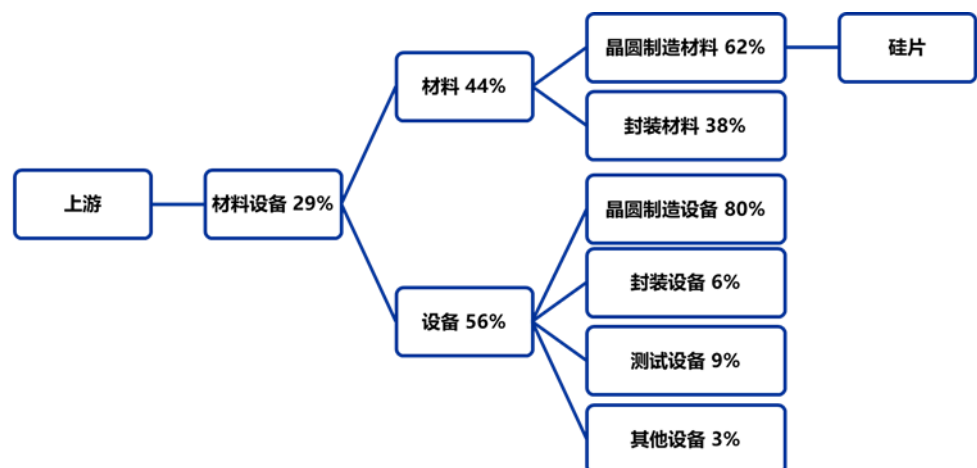 上游
材料设备 29%
材料 44%
晶圆制造材料 62%
硅片
封装材料 38%
设备 56%
晶圆制造设备 80%
封装设备 6%
测试设备 9%
其他设备 3%